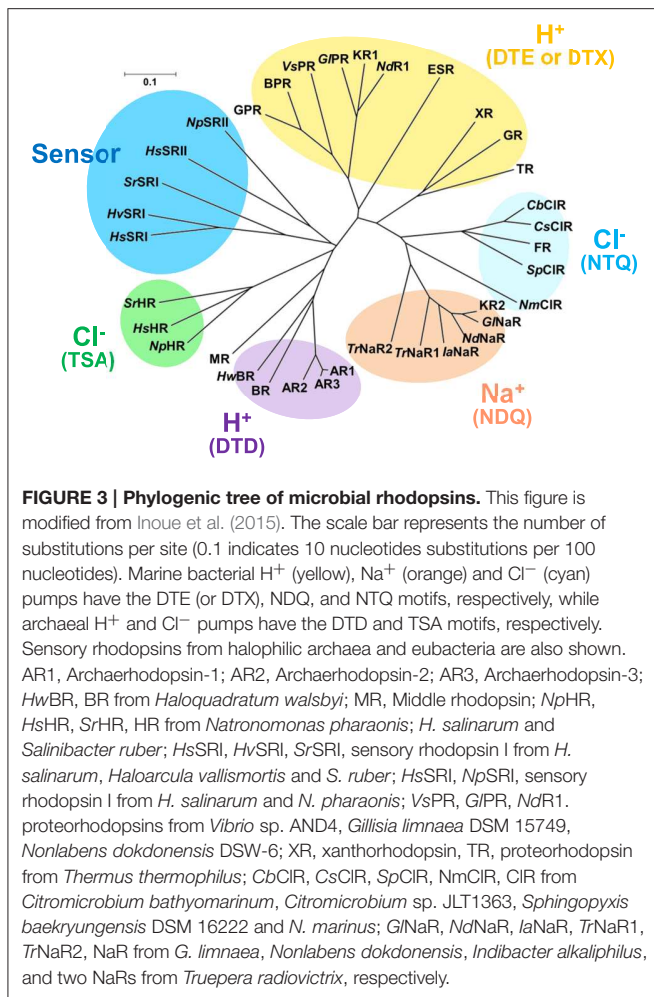 H⁺
(DTE or DTX)
0.1
VsPR
GlPR
KR1
NdR1
BPR
GPR
ESR
XR
GR
TR
Sensor
NpSRII
HsSRII
SrSRI
HvSRI
HsSRI
CbClR
CsClR
FR
SpClR
NmClR
Cl⁻
(NTQ)
SrHR
HsHR
NpHR
Cl⁻
(TSA)
MR
HwBR
BR
AR2
AR3
AR1
H⁺
(DTD)
TrNaR2
TrNaR1
IaNaR
NdNaR
GlNaR
KR2
Na⁺
(NDQ)
FIGURE 3 | Phylogenic tree of microbial rhodopsins. This figure is
modified from Inoue et al. (2015). The scale bar represents the number of
substitutions per site (0.1 indicates 10 nucleotides substitutions per 100
nucleotides). Marine bacterial H⁺ (yellow), Na⁺ (orange) and Cl⁻ (cyan)
pumps have the DTE (or DTX), NDQ, and NTQ motifs, respectively, while
archaeal H⁺ and Cl⁻ pumps have the DTD and TSA motifs, respectively.
Sensory rhodopsins from halophilic archaea and eubacteria are also shown.
AR1, Archaerhodopsin-1; AR2, Archaerhodopsin-2; AR3, Archaerhodopsin-3;
HwBR, BR from Haloquadratum walsbyi; MR, Middle rhodopsin; NpHR,
HsHR, SrHR, HR from Natronomonas pharaonis; H. salinarum and
Salinibacter ruber; HsSRI, HvSRI, SrSRI, sensory rhodopsin I from H.
salinarum, Haloarcula vallismortis and S. ruber; HsSRI, NpSRI, sensory
rhodopsin I from H. salinarum and N. pharaonis; VsPR, GlPR, NdR1.
proteorhodopsins from Vibrio sp. AND4, Gillisia limnaea DSM 15749,
Nonlabens dokdonensis DSW-6; XR, xanthorhodopsin, TR, proteorhodopsin
from Thermus thermophilus; CbClR, CsClR, SpClR, NmClR, ClR from
Citromicrobium bathyomarinum, Citromicrobium sp. JLT1363, Sphingopyxis
baekryungensis DSM 16222 and N. marinus; GlNaR, NdNaR, IaNaR, TrNaR1,
TrNaR2, NaR from G. limnaea, Nonlabens dokdonensis, Indibacter alkaliphilus,
and two NaRs from Truepera radiovictrix, respectively.